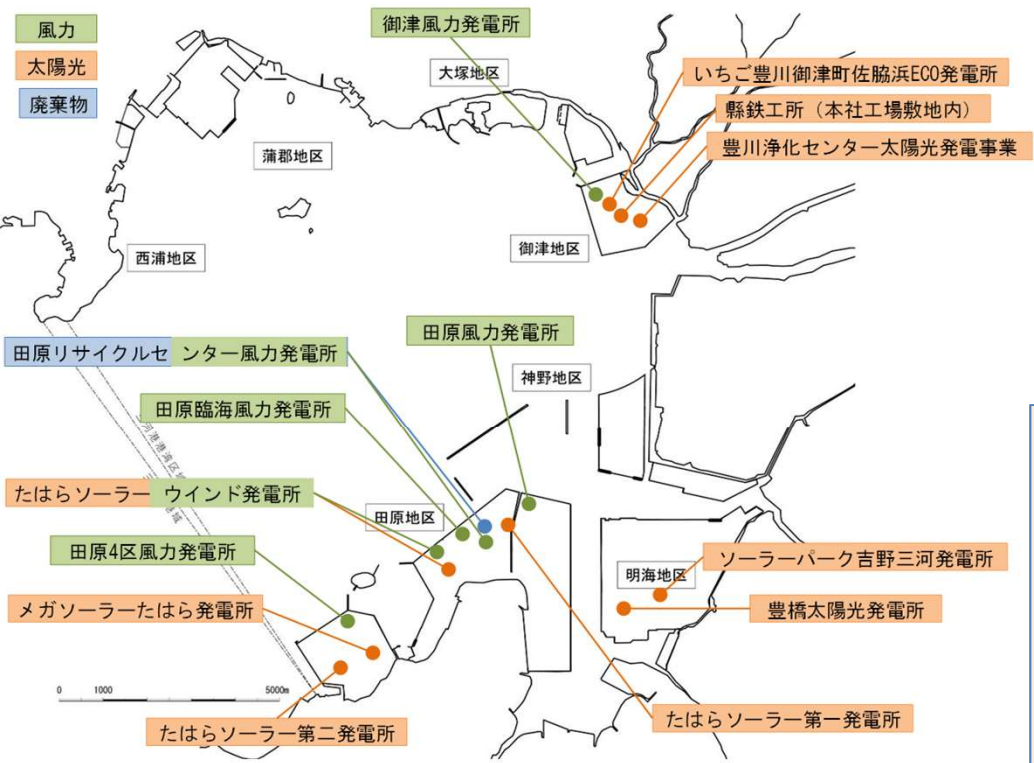 風力
太陽光
廃棄物
御津風力発電所
大塚地区
いちご豊川御津町佐脇浜ECO発電所
縣鉄工所（本社工場敷地内）
豊川浄化センター太陽光発電事業
蒲郡地区
御津地区
西浦地区
田原リサイクルセンター風力発電所
田原風力発電所
神野地区
田原臨海風力発電所
たはらソーラーウインド発電所
田原地区
田原4区風力発電所
ソーラーパーク吉野三河発電所
明海地区
メガソーラーたはら発電所
豊橋太陽光発電所
0 1000 5000m
たはらソーラー第二発電所
たはらソーラー第一発電所